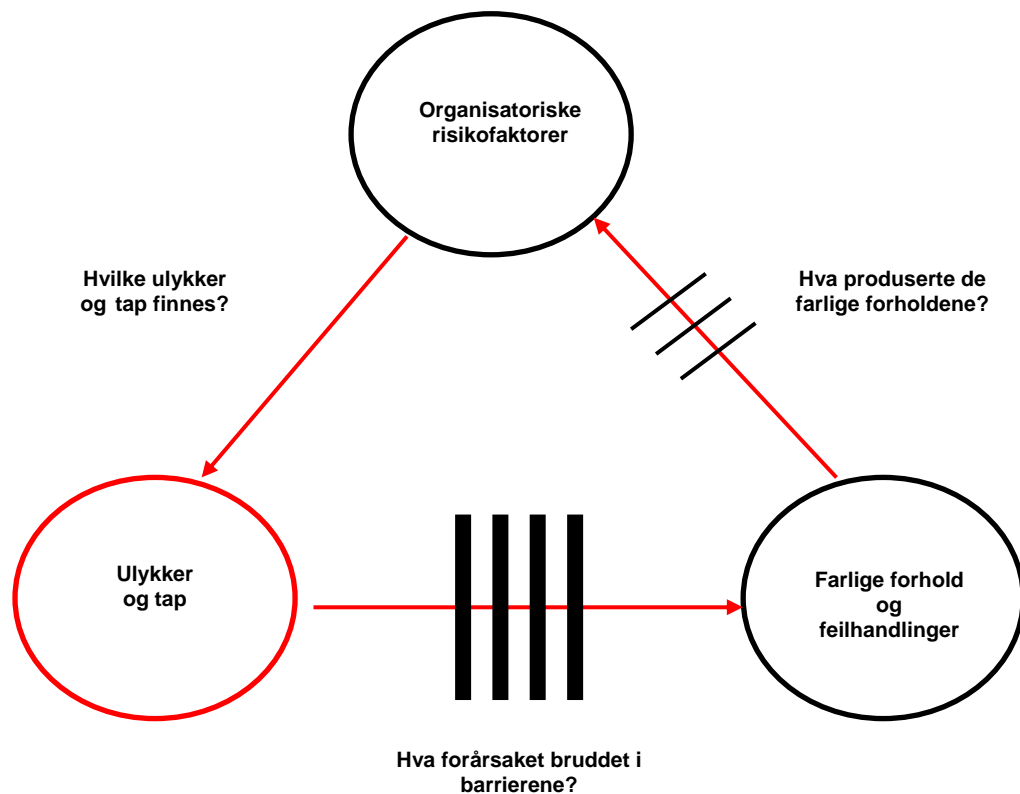 Organisatoriske
risikofaktorer
Hvilke ulykker
og tap finnes?
Hva produserte de
farlige forholdene?
Ulykker
og tap
Farlige forhold
og
feilhandlinger
Hva forårsaket bruddet i
barrierene?